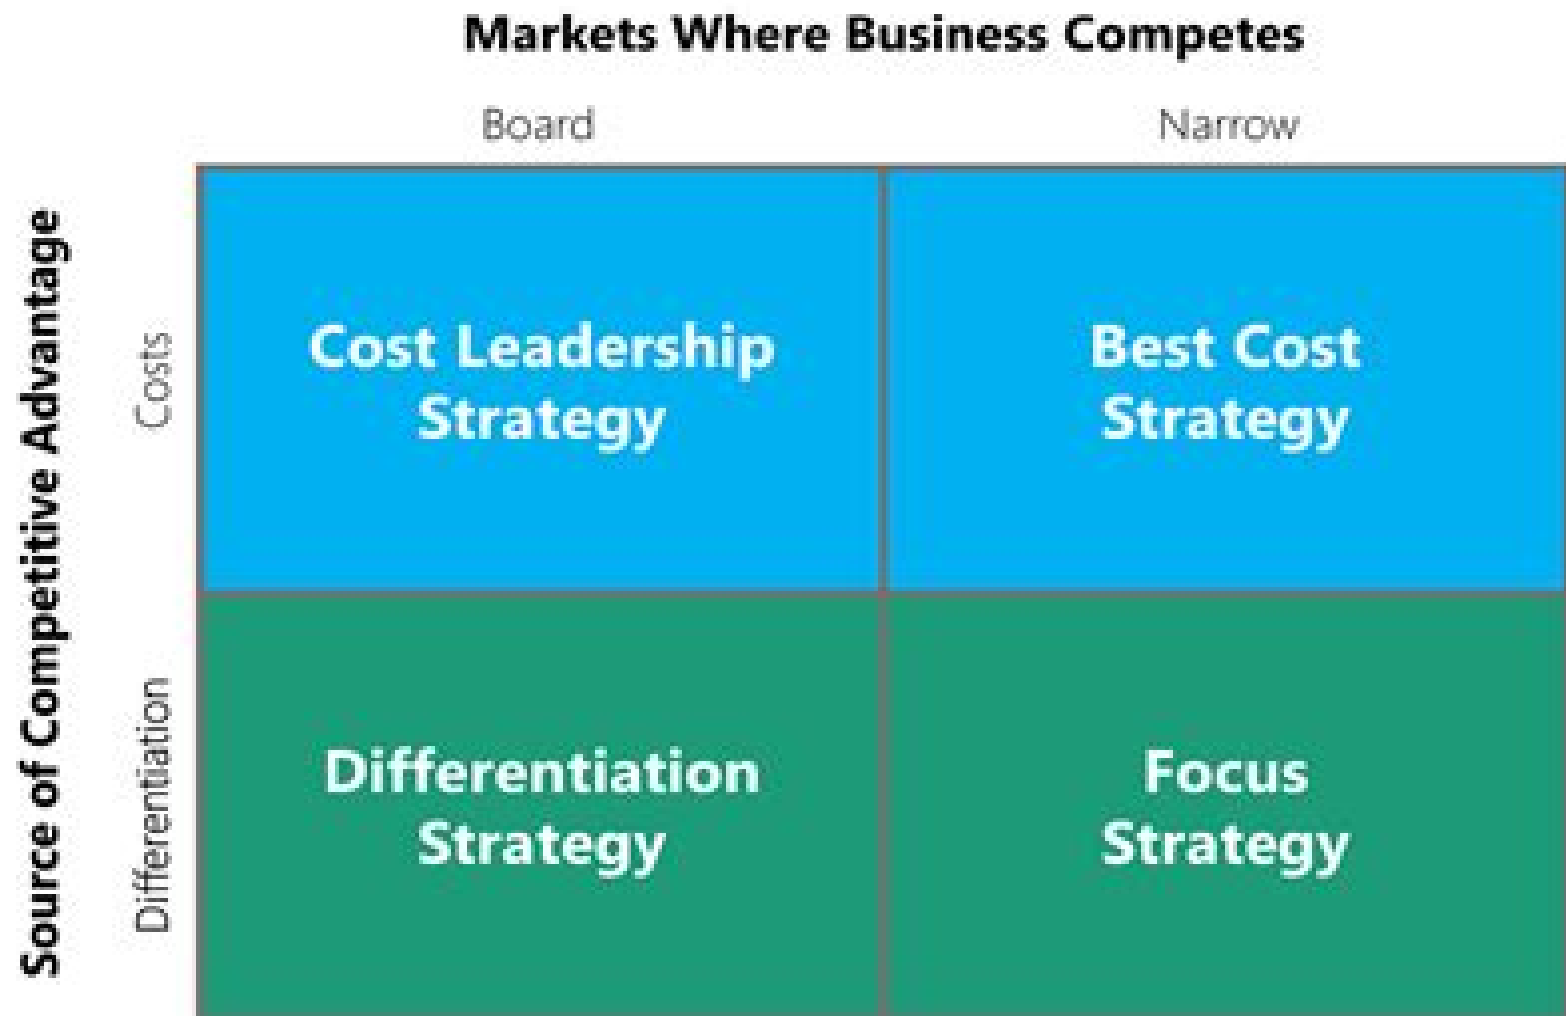 Markets Where Business Competes
Board
Narrow
Source of Competitive Advantage
Costs
Cost Leadership
Strategy
Best Cost
Strategy
Differentiation
Differentiation
Strategy
Focus
Strategy